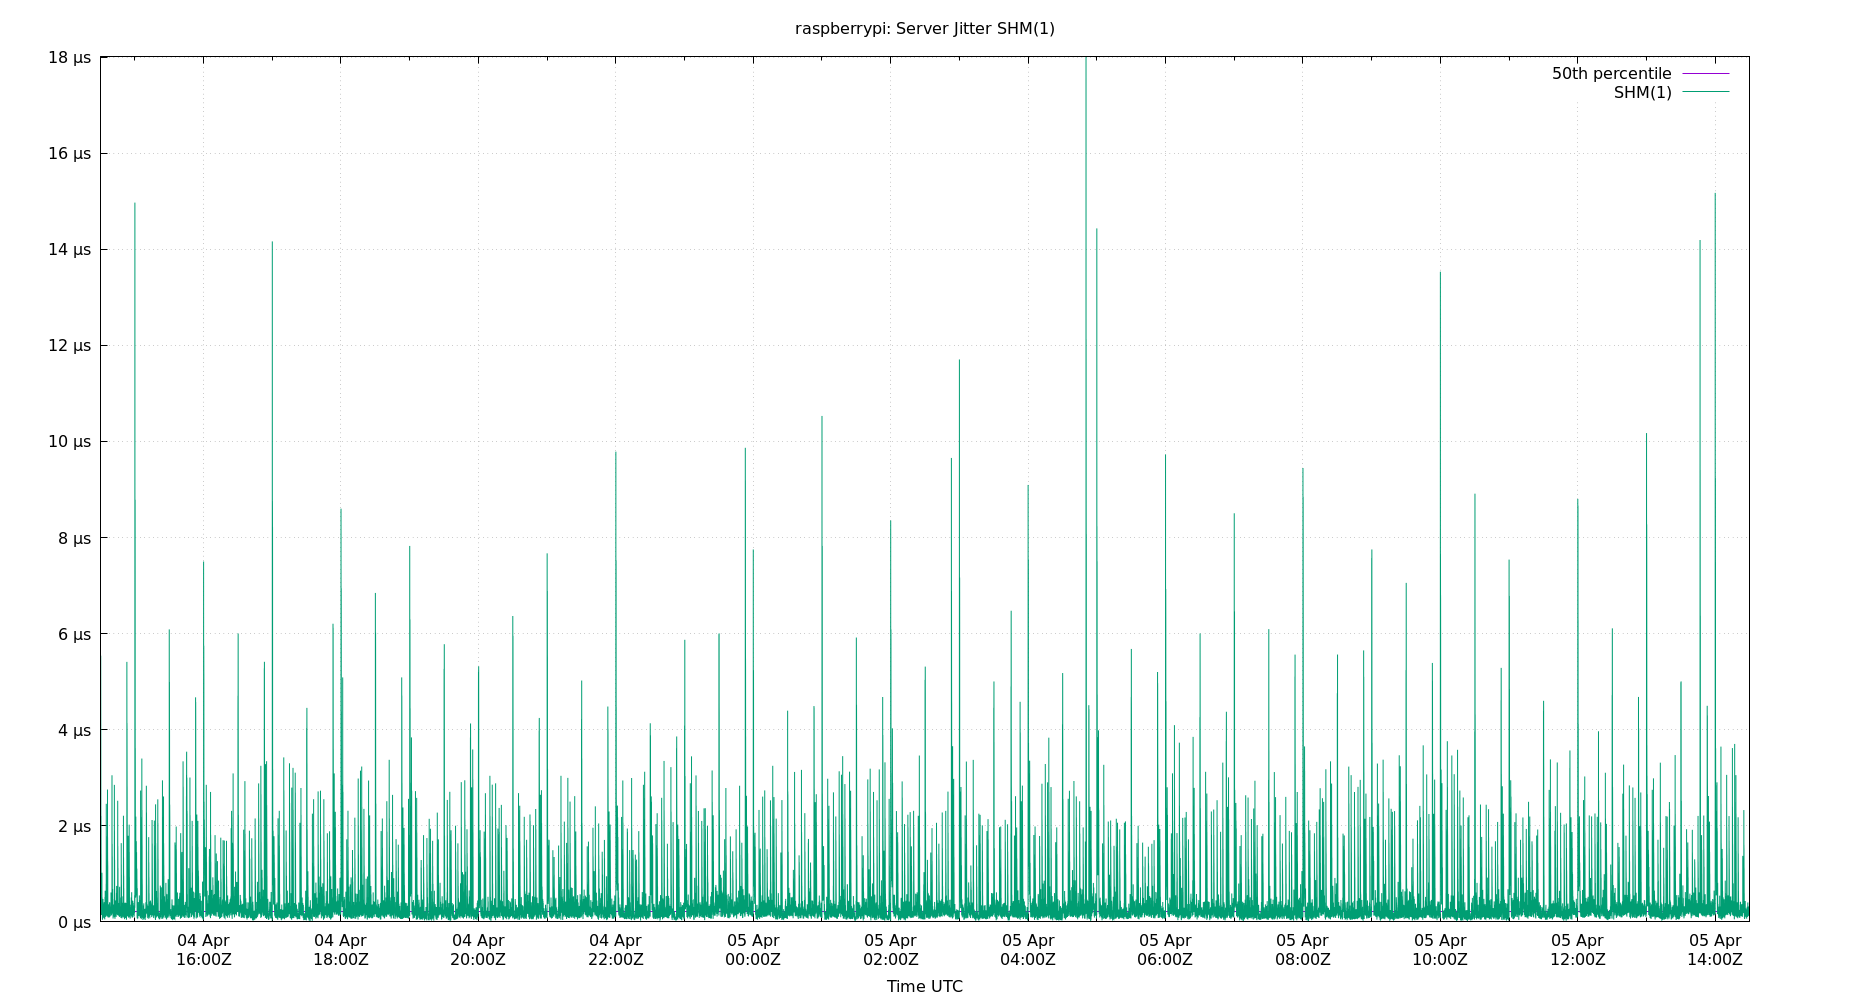 raspberrypi: Server Jitter SHM(1)
18 µs
50th percentile
SHM(1)
16 µs
14 µs
12 µs
10 µs
8 µs
6 µs
4 µs
2 µs
0 µs
04 Apr 04 Apr 04 Apr 04 Apr 05 Apr 05 Apr 05 Apr 05 Apr 05 Apr 05 Apr 05 Apr 05 Apr
16:00Z 18:00Z 20:00Z 22:00Z 00:00Z 02:00Z 04:00Z 06:00Z 08:00Z 10:00Z 12:00Z 14:00Z
Time UTC